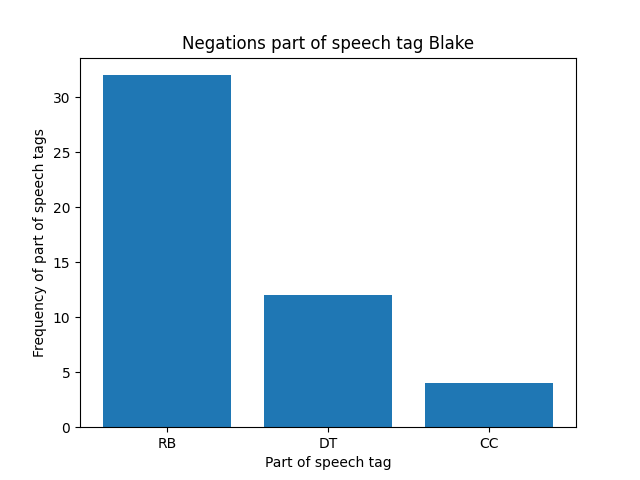 Negations part of speech tag Blake
Frequency of part of speech tags
30
25
20
15
10
5
0
RB DT CC
Part of speech tag